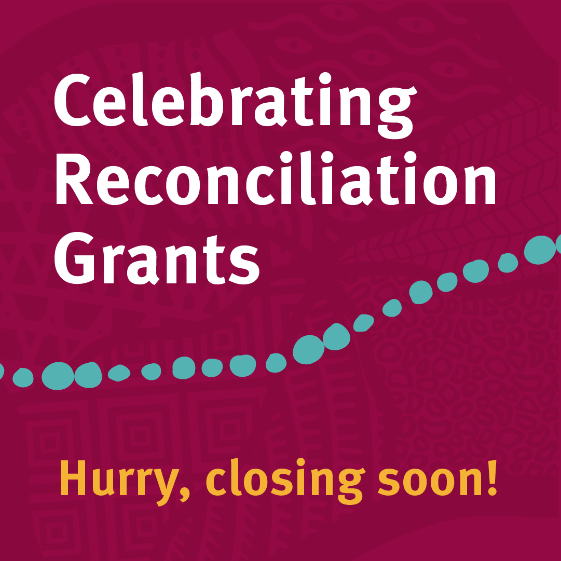 Celebrating
Reconciliation
Grants
Hurry, closing soon!